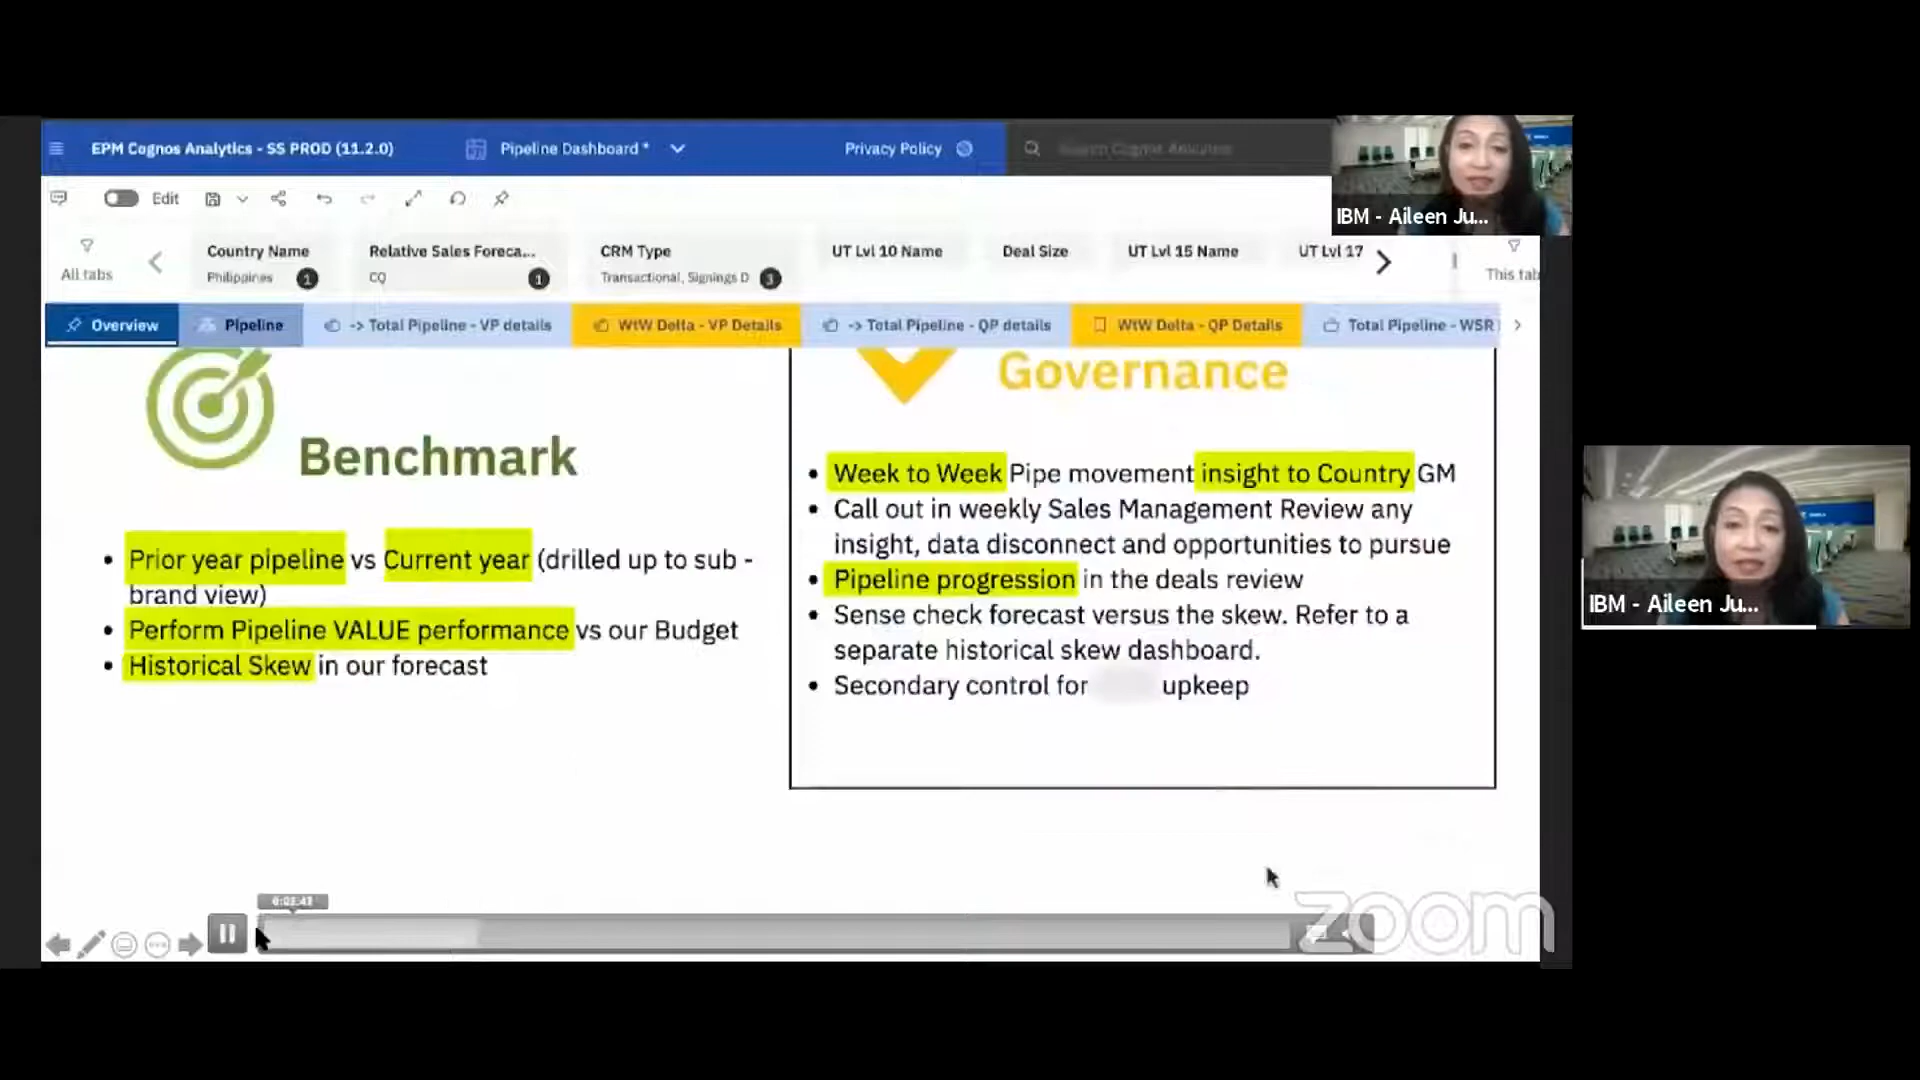 EPM Cognos Analytics - SS PROD (11.2.0)
Pipeline Dashboard *
Privacy Policy
Search Cognos Analytics
IBM - Aileen Ju...
Edit
All tabs
Country Name
Philippines
1
Relative Sales Foreca...
CQ
1
CRM Type
Transactional, Signings D
3
UT Lvl 10 Name
Deal Size
UT Lvl 15 Name
UT Lvl 17
This tab
Overview
Pipeline
-> Total Pipeline - VP details
WtW Delta - VP Details
-> Total Pipeline - QP details
WtW Delta - QP Details
Total Pipeline - WSR
Benchmark
• Prior year pipeline vs Current year (drilled up to sub -
brand view)
• Perform Pipeline VALUE performance vs our Budget
• Historical Skew in our forecast
Governance
• Week to Week Pipe movement insight to Country GM
• Call out in weekly Sales Management Review any
insight, data disconnect and opportunities to pursue
• Pipeline progression in the deals review
• Sense check forecast versus the skew. Refer to a
separate historical skew dashboard.
• Secondary control for upkeep
IBM - Aileen Ju...
zoom